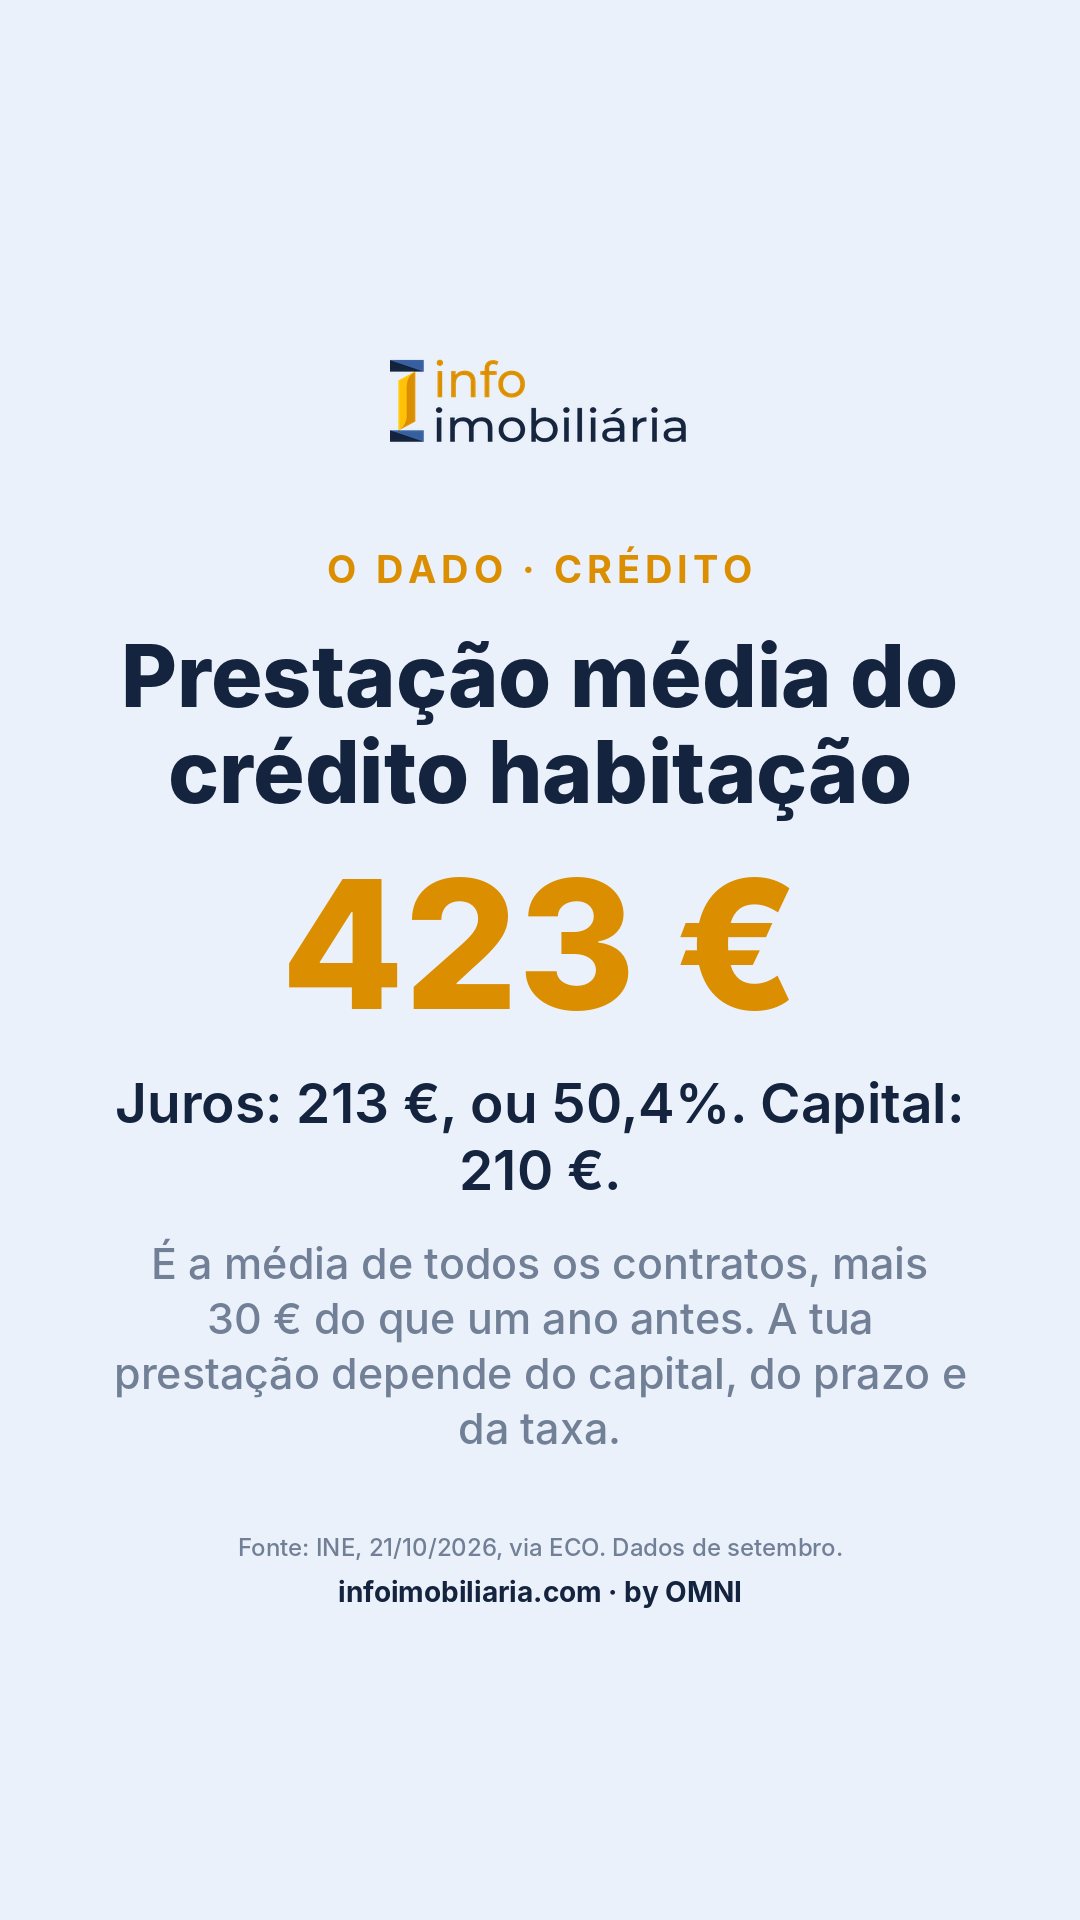 info
imobiliária
O DADO · CRÉDITO
Prestação média do
crédito habitação
423 €
Juros: 213 €, ou 50,4%. Capital:
210 €.
É a média de todos os contratos, mais
30 € do que um ano antes. A tua
prestação depende do capital, do prazo e
da taxa.
Fonte: INE, 21/10/2026, via ECO. Dados de setembro.
infoimobiliaria.com · by OMNI